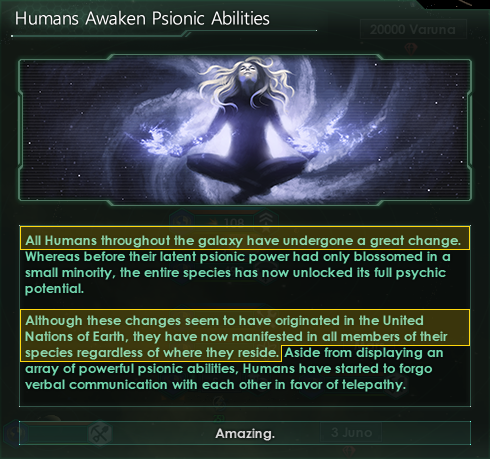 Humans Awaken Psionic Abilities
20000 Varuna
108
All Humans throughout the galaxy have undergone a great change.
Whereas before their latent psionic power had only blossomed in a
small minority, the entire species has now unlocked its full psychic
potential.
Although these changes seem to have originated in the United
Nations of Earth, they have now manifested in all members of their
species regardless of where they reside. Aside from displaying an
array of powerful psionic abilities, Humans have started to forgo
verbal communication with each other in favor of telepathy.
Amazing.
3 Juno